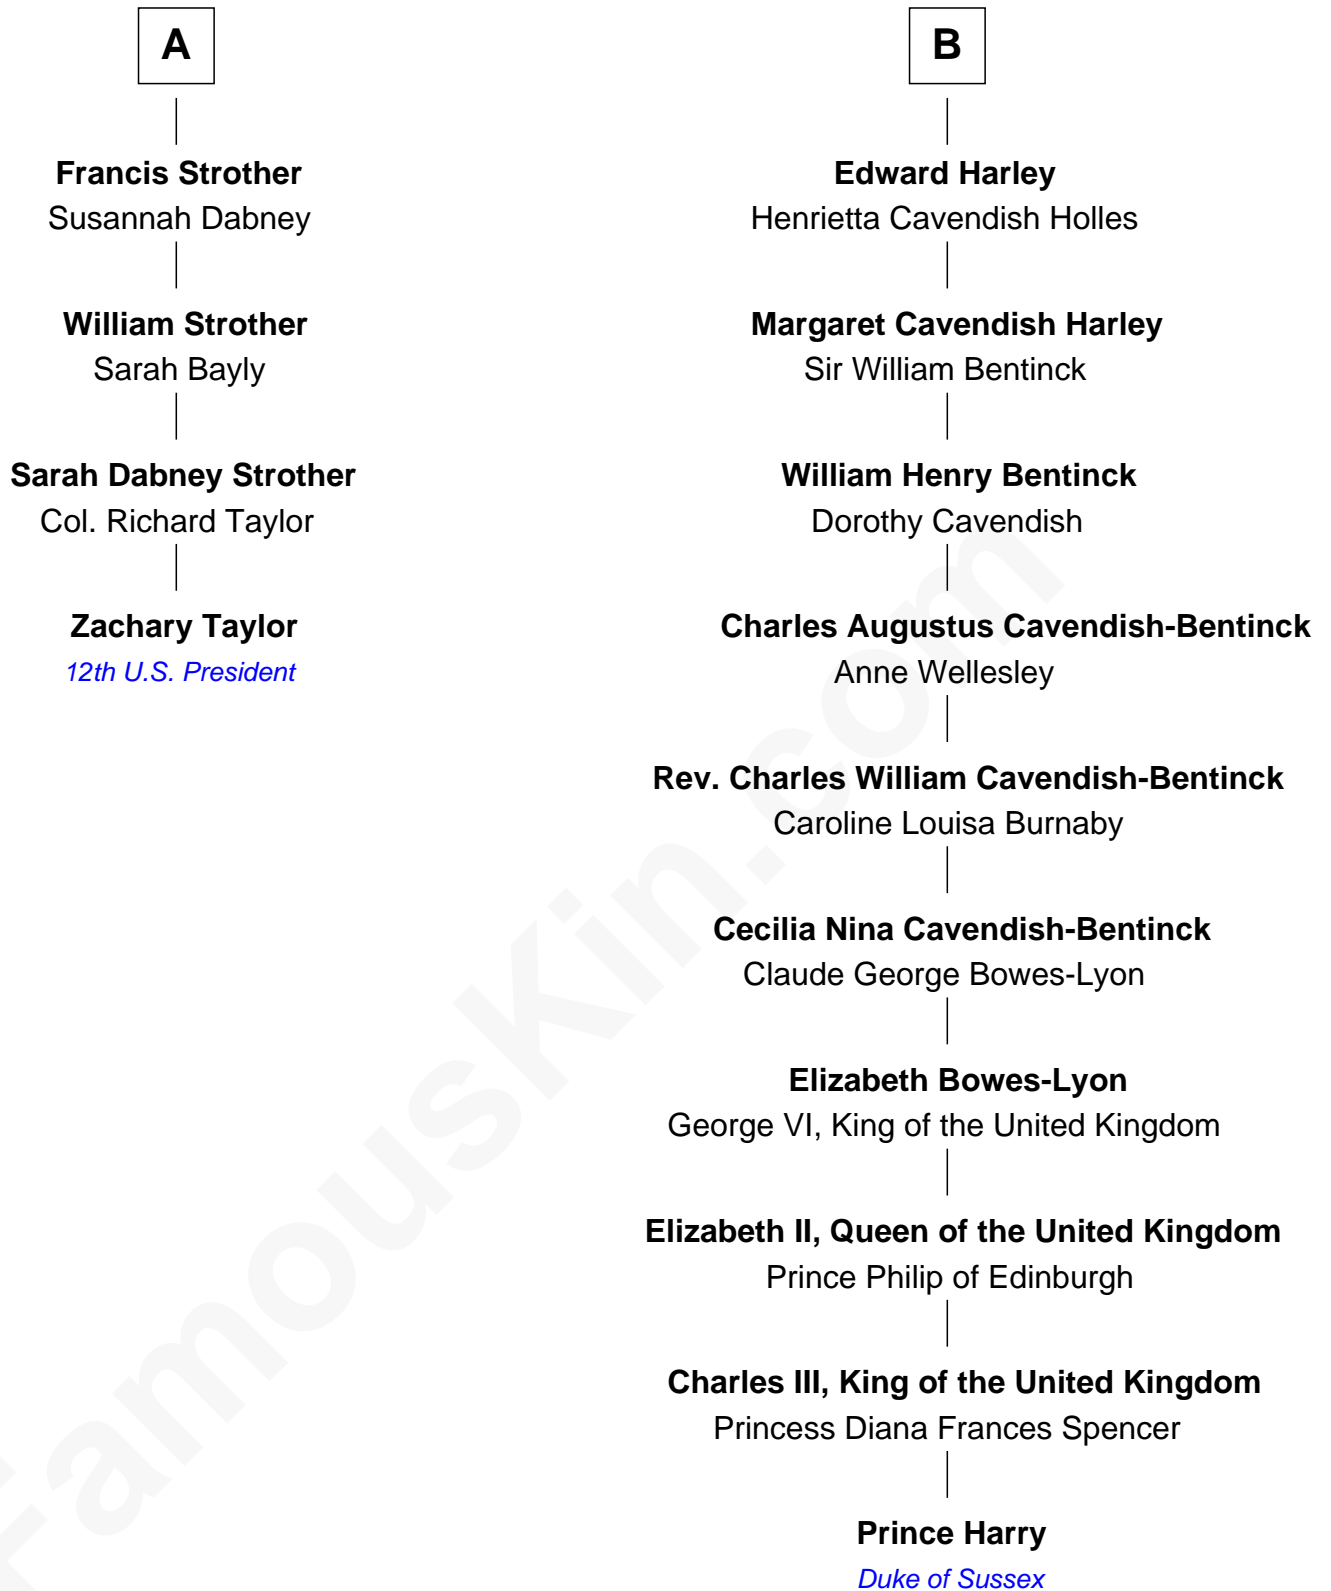 A
Francis Strother
Susannah Dabney
William Strother
Sarah Bayly
Sarah Dabney Strother
Col. Richard Taylor
Zachary Taylor
12th U.S. President
B
Edward Harley
Henrietta Cavendish Holles
Margaret Cavendish Harley
Sir William Bentinck
William Henry Bentinck
Dorothy Cavendish
Charles Augustus Cavendish-Bentinck
Anne Wellesley
Rev. Charles William Cavendish-Bentinck
Caroline Louisa Burnaby
Cecilia Nina Cavendish-Bentinck
Claude George Bowes-Lyon
Elizabeth Bowes-Lyon
George VI, King of the United Kingdom
Elizabeth II, Queen of the United Kingdom
Prince Philip of Edinburgh
Charles III, King of the United Kingdom
Princess Diana Frances Spencer
Prince Harry
Duke of Sussex
FamousKin.com